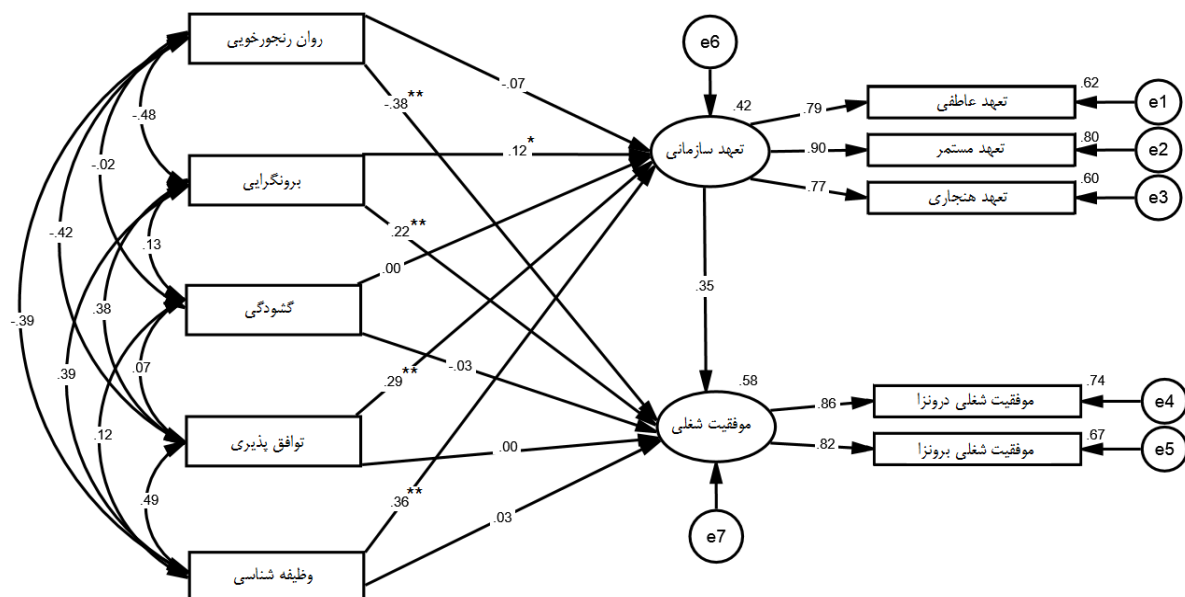 روان رنجورخویی
برونگرایی
گشودگی
توافق پذیری
وظیفه شناسی
-.48
-.02
-.42
.13
-.39
.38
.39
.07
.12
.49
-.07
-.38**
.12*
.22**
.00
-.03
.29**
.00
.36**
.03
e6
.42
تعهد سازمانی
.35
.58
موفقیت شغلی
e7
.79
.62
تعهد عاطفی
e1
.90
.80
تعهد مستمر
e2
.77
.60
تعهد هنجاری
e3
.86
.74
موفقیت شغلی درونزا
e4
.82
.67
موفقیت شغلی برونزا
e5